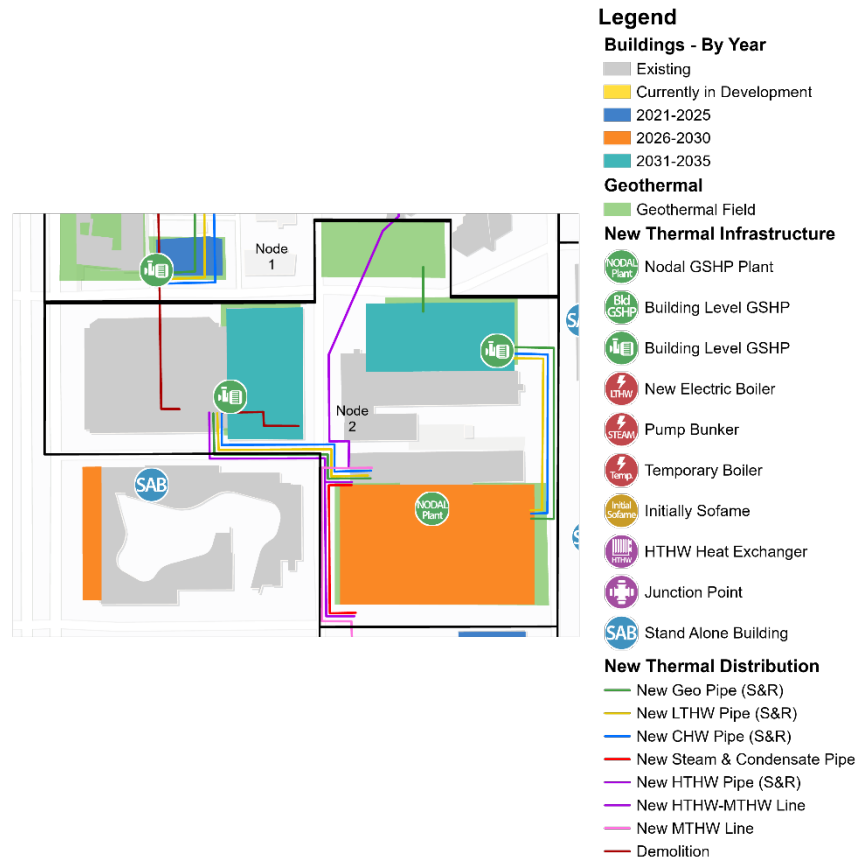 Legend
Buildings - By Year
Existing
Currently in Development
2021-2025
2026-2030
2031-2035
Geothermal
Geothermal Field
New Thermal Infrastructure
NODAL
Plant
Nodal GSHP Plant
Bld
GSHP
Building Level GSHP
Building Level GSHP
LTHW
New Electric Boiler
STEAM
Pump Bunker
Temp.
Temporary Boiler
Initial
Sofame
Initially Sofame
HTHW
HTHW Heat Exchanger
Junction Point
SAB
Stand Alone Building
New Thermal Distribution
New Geo Pipe (S&R)
New LTHW Pipe (S&R)
New CHW Pipe (S&R)
New Steam & Condensate Pipe
New HTHW Pipe (S&R)
New HTHW-MTHW Line
New MTHW Line
Demolition
Node
1
Node
2
SAB
NODAL
Plant